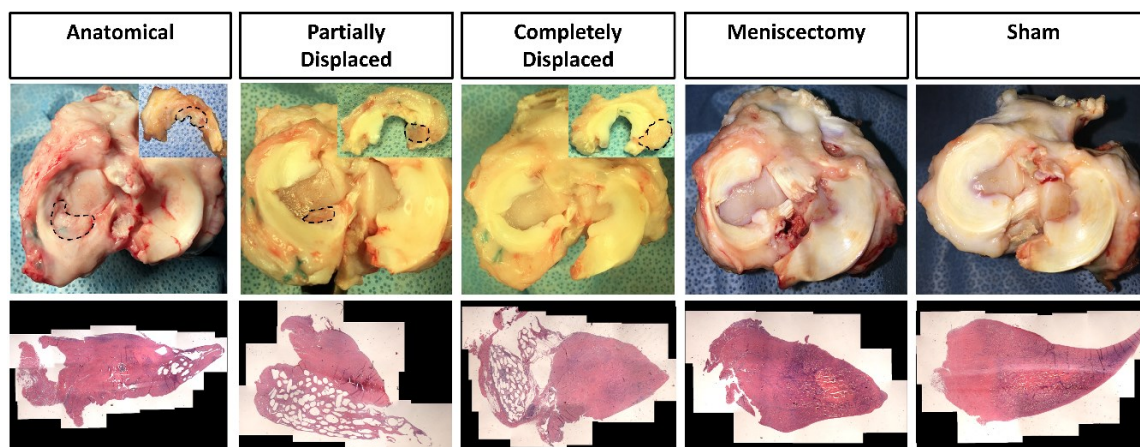 Anatomical
Partially
Displaced
Completely
Displaced
Meniscectomy
Sham